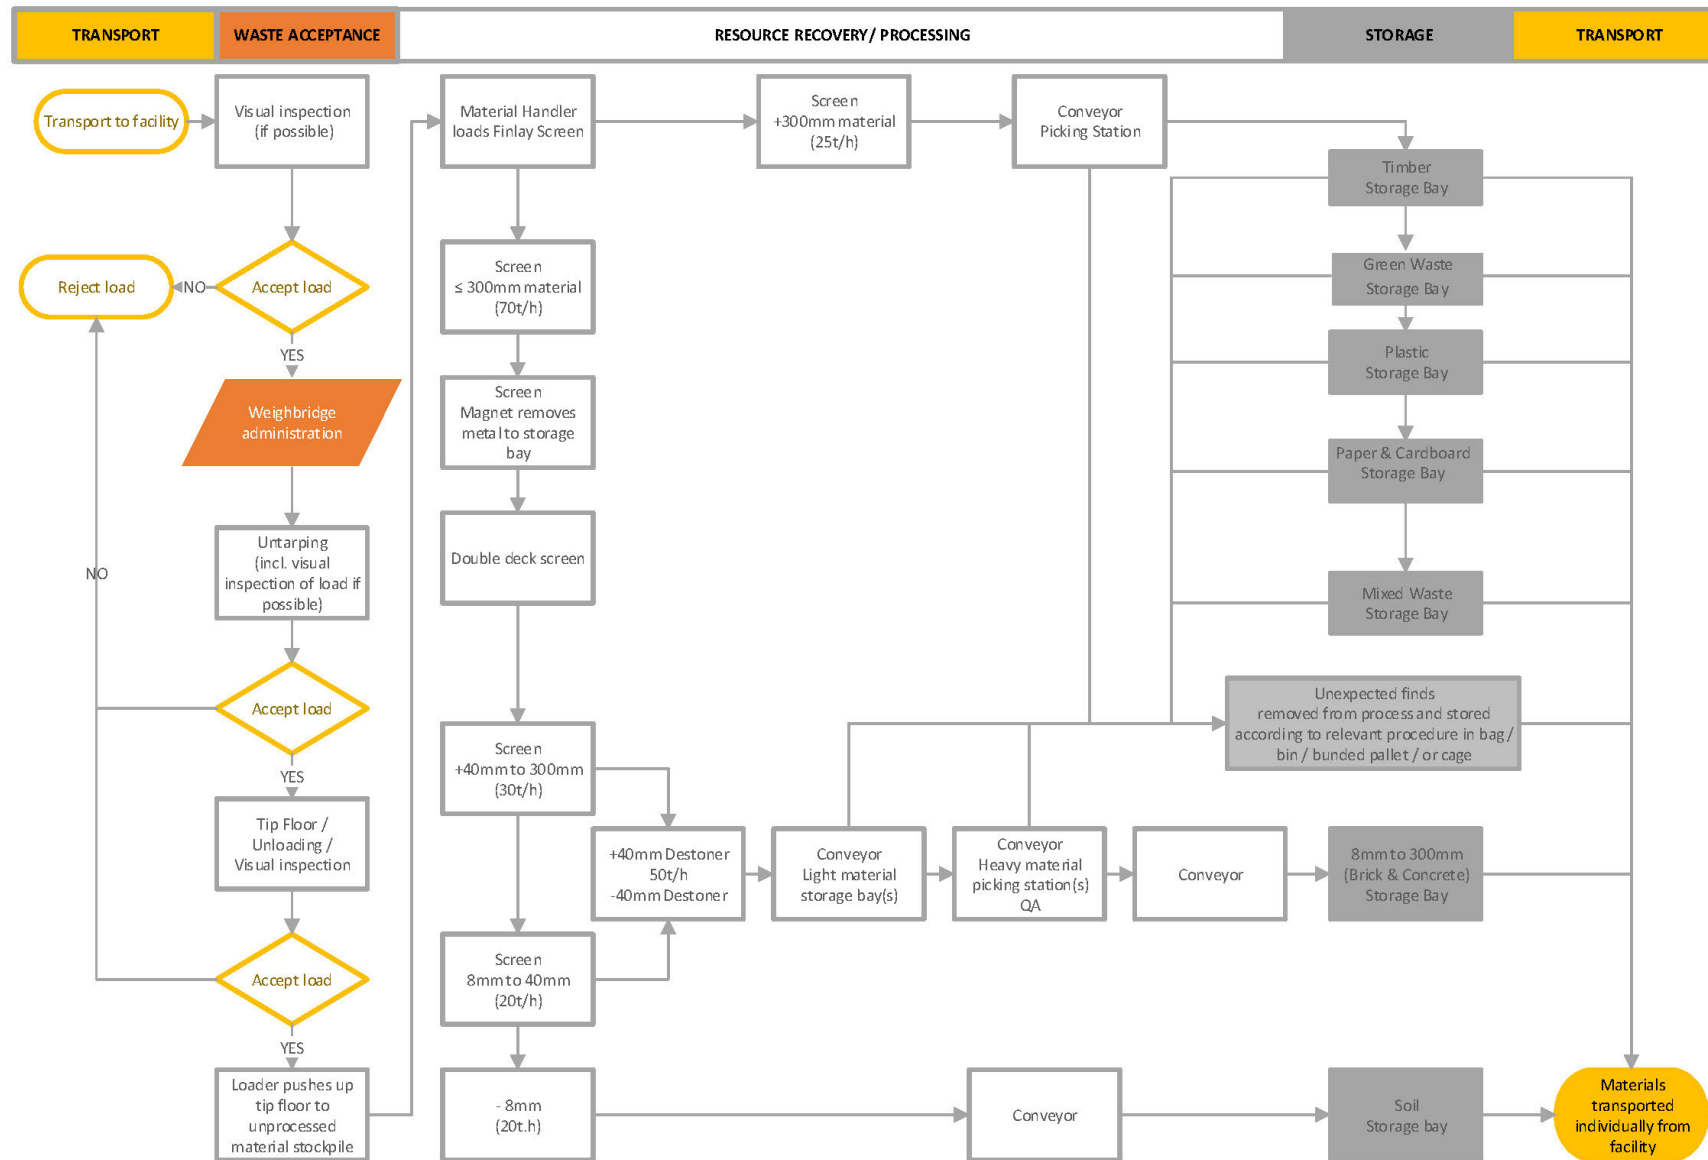 TRANSPORT
WASTE ACCEPTANCE
RESOURCE RECOVERY/ PROCESSING
STORAGE
TRANSPORT
Transport to facility
Visual inspection
(if possible)
Accept load
NO
Reject load
YES
Weighbridge
administration
Untarping
(incl. visual
inspection of load if
possible)
NO
Accept load
YES
Tip Floor /
Unloading /
Visual inspection
Accept load
YES
Loader pushes up
tip floor to
unprocessed
material stockpile
Material Handler
loads Finlay Screen
Screen
≤ 300mm material
(70t/h)
Screen
Magnet removes
metal to storage
bay
Double deck screen
Screen
+40mm to 300mm
(30t/h)
Screen
8mm to 40mm
(20t/h)
- 8mm
(20t.h)
Screen
+300mm material
(25t/h)
Conveyor
Picking Station
+40mm Destoner
50t/h
-40mm Destoner
Conveyor
Light material
storage bay(s)
Conveyor
Heavy material
picking station(s)
QA
Conveyor
Conveyor
Timber
Storage Bay
Green Waste
Storage Bay
Plastic
Storage Bay
Paper & Cardboard
Storage Bay
Mixed Waste
Storage Bay
Unexpected finds
removed from process and stored
according to relevant procedure in bag /
bin / bunded pallet / or cage
8mm to 300mm
(Brick & Concrete)
Storage Bay
Soil
Storage bay
Materials
transported
individually from
facility